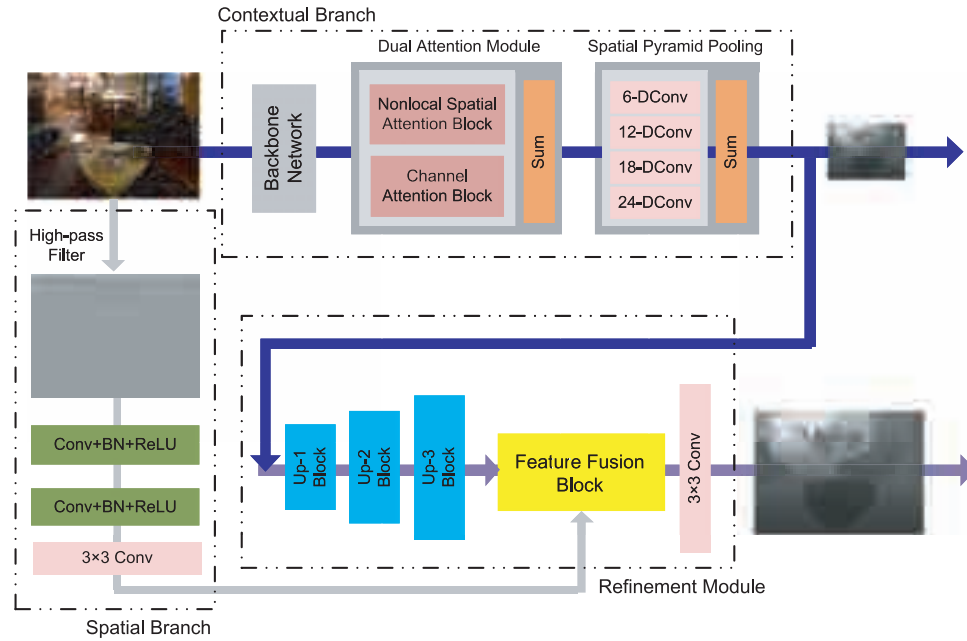 Contextual Branch
Dual Attention Module
Spatial Pyramid Pooling
Backbone
Network
Nonlocal Spatial
Attention Block
Channel
Attention Block
Sum
6-DConv
12-DConv
18-DConv
24-DConv
Sum
High-pass
Filter
Conv+BN+ReLU
Conv+BN+ReLU
3×3 Conv
Spatial Branch
Up-1
Block
Up-2
Block
Up-3
Block
Feature Fusion
Block
3×3 Conv
Refinement Module